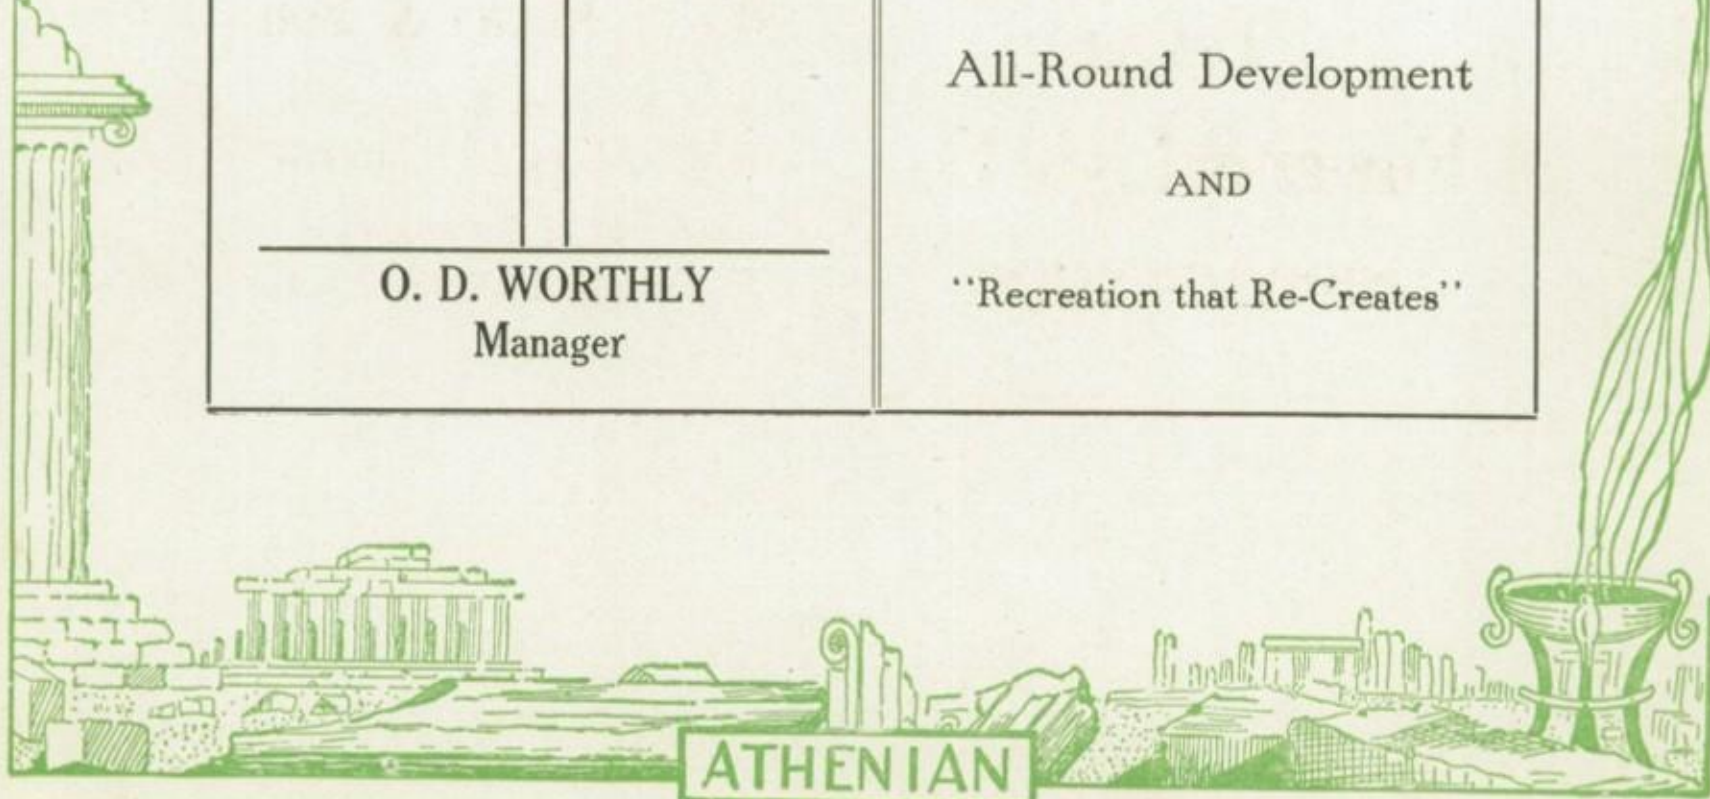 O. D. WORTHLY
Manager
All-Round Development
AND
"Recreation that Re-Creates"
ATHENIAN